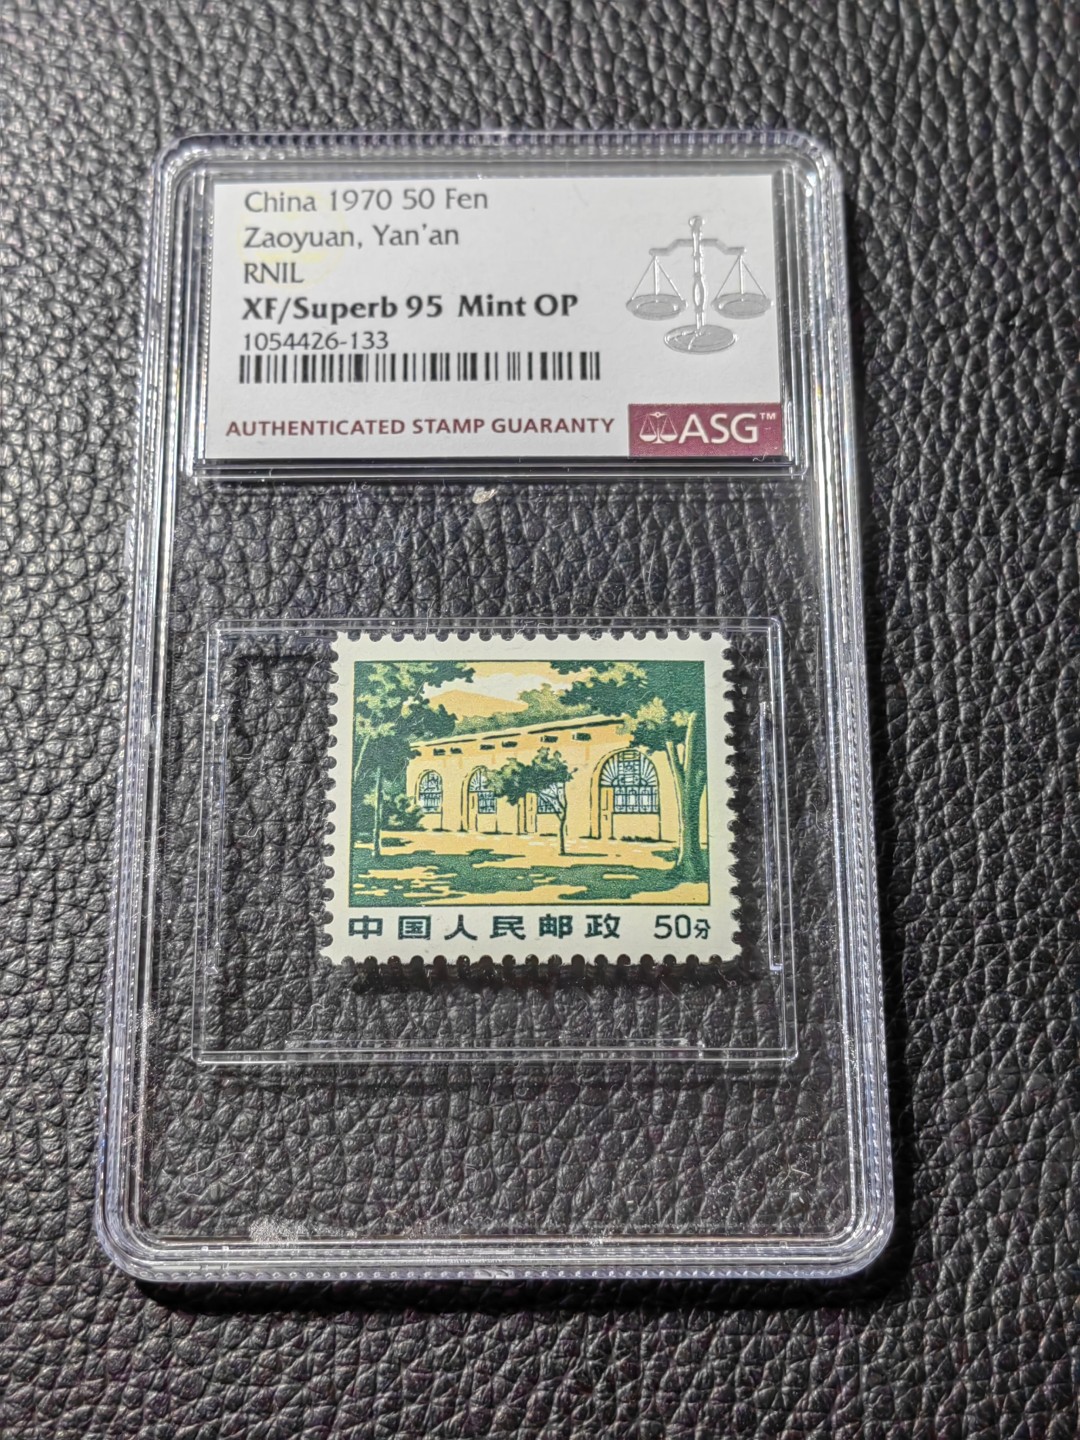 China 1970 50 Fen
Zaoyuan, Yan'an
RNIL
XF/Superb 95 Mint OP
1054426-133
AUTHENTICATED STAMP GUARANTY ASG™
中国人民邮政 50分